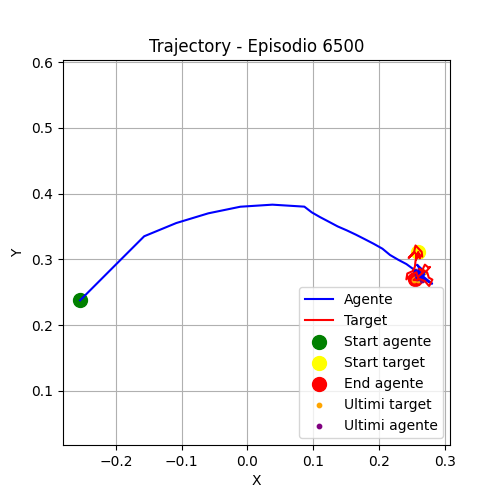 Trajectory - Episodio 6500
0.6
0.5
0.4
0.3
0.2
0.1
Y
−0.2
−0.1
0.0
0.1
0.2
0.3
X
Agente
Target
Start agente
Start target
End agente
Ultimi target
Ultimi agente